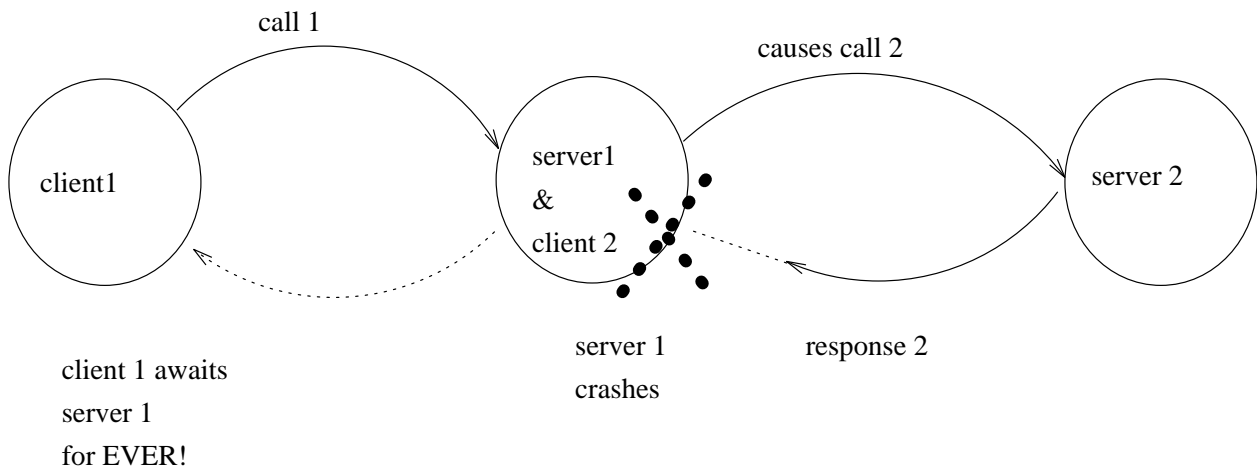 call 1
causes call 2
client1
server1
&
client 2
server 2
server 1
crashes
response 2
client 1 awaits
server 1
for EVER!